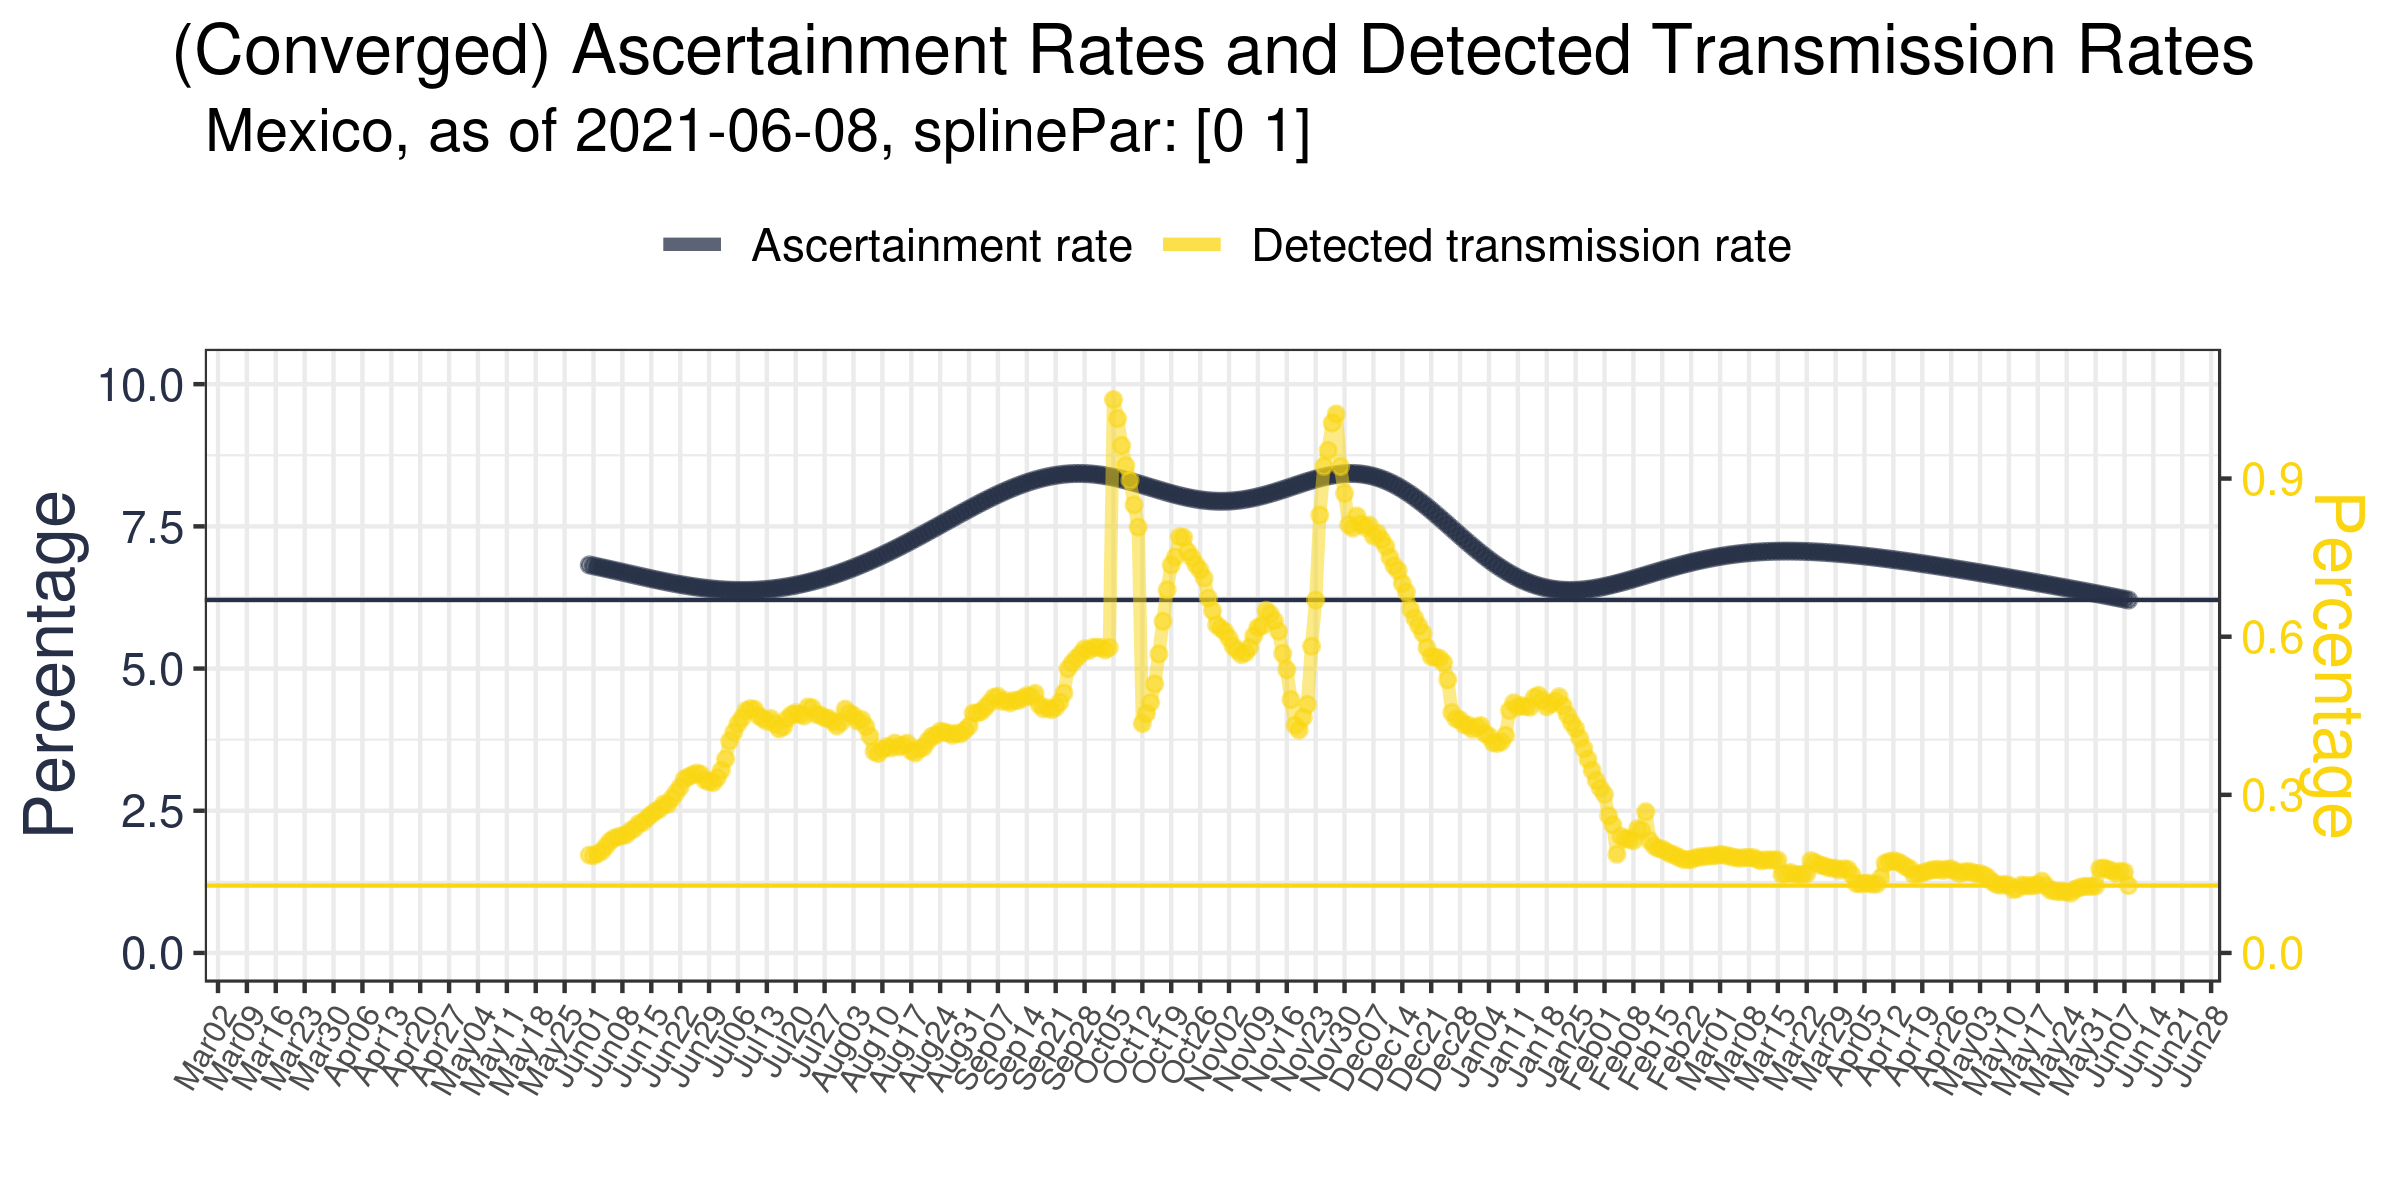 (Converged) Ascertainment Rates and Detected Transmission Rates
Mexico, as of 2021-06-08, splinePar: [0 1]
Ascertainment rate
Detected transmission rate
Percentage
10.0
7.5
5.0
2.5
0.0
0.9
0.6
0.3
0.0
Percentage
Mar02
Mar09
Mar16
Mar23
Mar30
Apr06
Apr13
Apr20
Apr27
May04
May11
May18
May25
Jun01
Jun08
Jun15
Jun22
Jun29
Jul06
Jul13
Jul20
Jul27
Aug03
Aug10
Aug17
Aug24
Aug31
Sep07
Sep14
Sep21
Sep28
Oct05
Oct12
Oct19
Oct26
Nov02
Nov09
Nov16
Nov23
Nov30
Dec07
Dec14
Dec21
Dec28
Jan04
Jan11
Jan18
Jan25
Feb01
Feb08
Feb15
Feb22
Mar01
Mar08
Mar15
Mar22
Mar29
Apr05
Apr12
Apr19
Apr26
May03
May10
May17
May24
May31
Jun07
Jun14
Jun21
Jun28